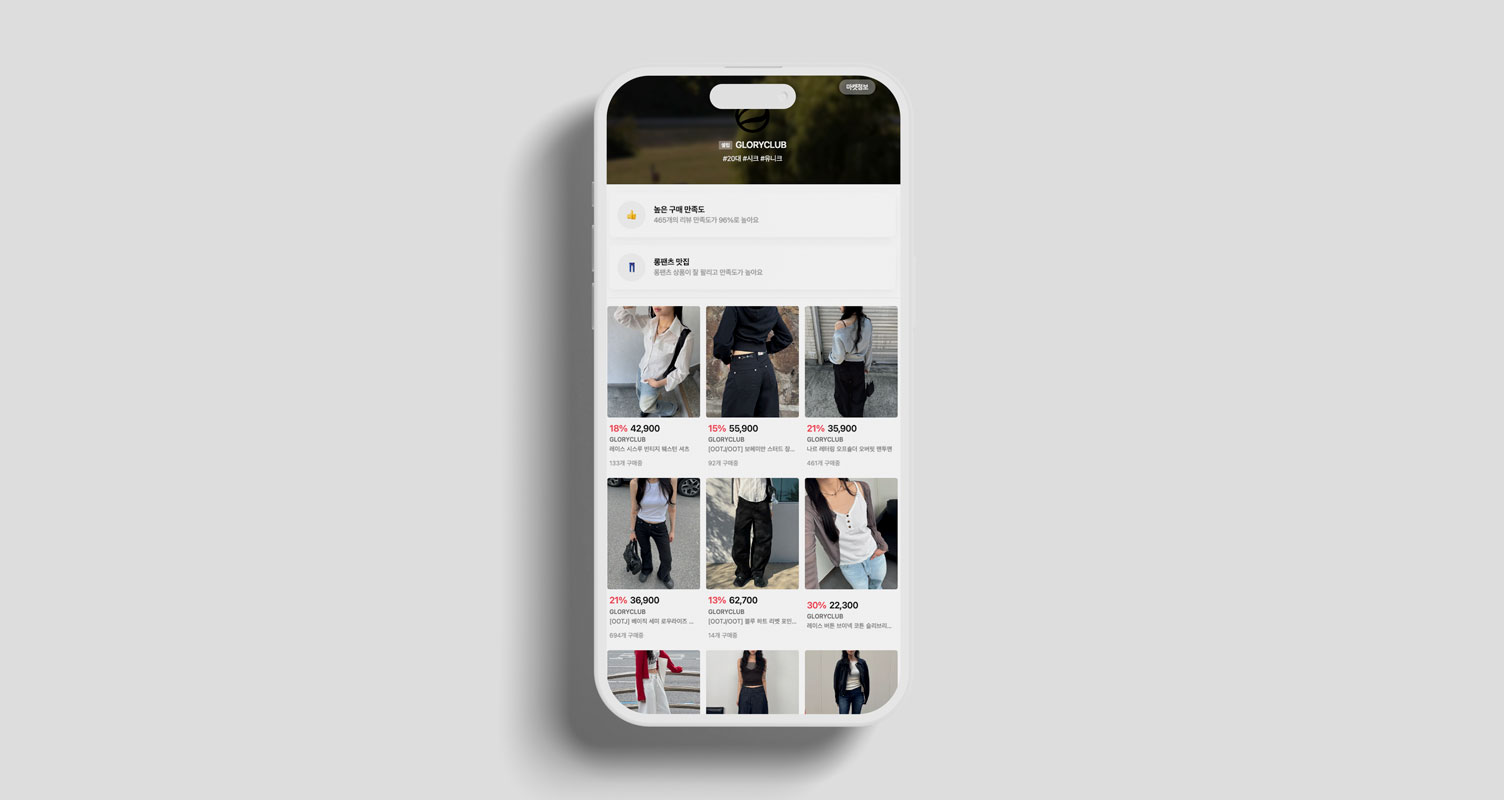 마켓정보
셀링 GLORYCLUB
#20대 #시크 #유니크
높은 구매 만족도
465개의 리뷰 만족도가 96%로 높아요
롱팬츠 맛집
롱팬츠 상품이 잘 팔리고 만족도가 높아요
18% 42,900
GLORYCLUB
레이스 시스루 빈티지 웨스턴 셔츠
133개 구매중
15% 55,900
GLORYCLUB
[OOTJ/OOT] 보헤미안 스터드 장...
92개 구매중
21% 35,900
GLORYCLUB
나르 레터링 오프숄더 오버핏 맨투맨
461개 구매중
21% 36,900
GLORYCLUB
[OOTJ] 베이직 세미 로우라이즈 ...
694개 구매중
13% 62,700
GLORYCLUB
[OOTJ/OOT] 블루 하트 리벳 포인...
14개 구매중
30% 22,300
GLORYCLUB
레이스 버튼 브이넥 코튼 슬리브리...